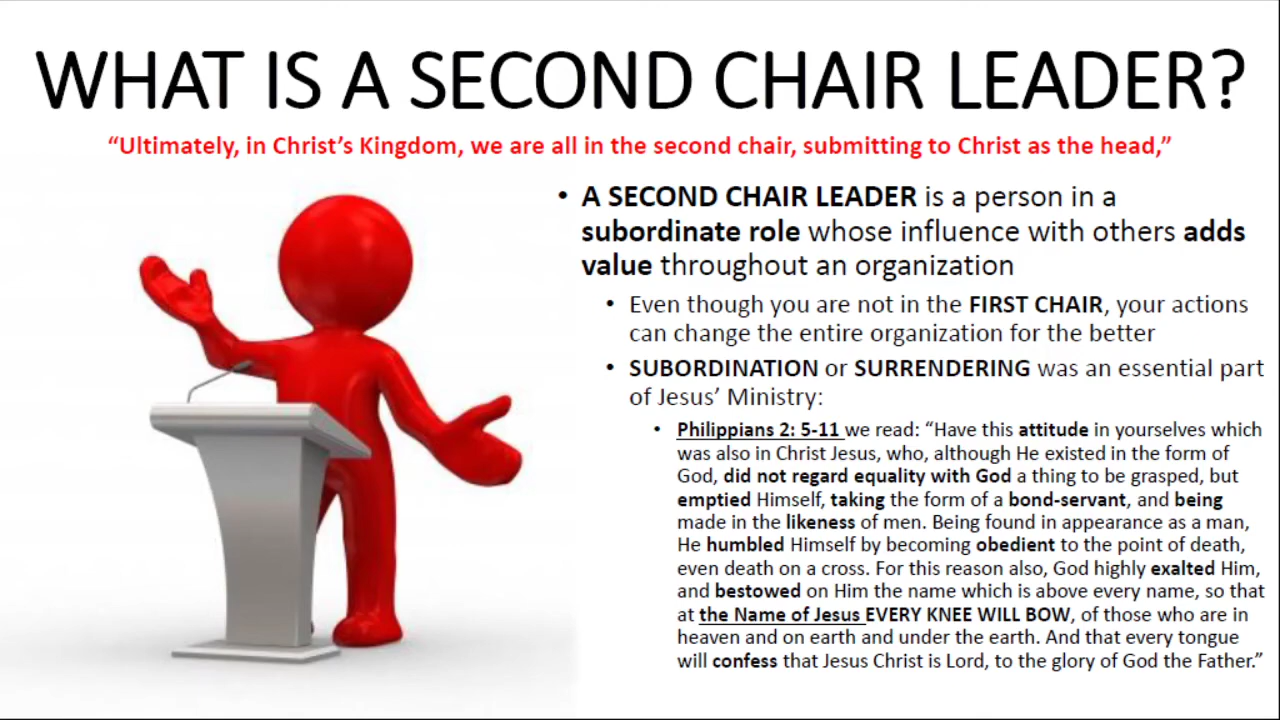 WHAT IS A SECOND CHAIR LEADER?
“Ultimately, in Christ’s Kingdom, we are all in the second chair, submitting to Christ as the head,”
• A SECOND CHAIR LEADER is a person in a
subordinate role whose influence with others adds
value throughout an organization
• Even though you are not in the FIRST CHAIR, your actions
can change the entire organization for the better
• SUBORDINATION or SURRENDERING was an essential part
of Jesus’ Ministry:
• Philippians 2: 5-11 we read: “Have this attitude in yourselves which
was also in Christ Jesus, who, although He existed in the form of
God, did not regard equality with God a thing to be grasped, but
emptied Himself, taking the form of a bond-servant, and being
made in the likeness of men. Being found in appearance as a man,
He humbled Himself by becoming obedient to the point of death,
even death on a cross. For this reason also, God highly exalted Him,
and bestowed on Him the name which is above every name, so that
at the Name of Jesus EVERY KNEE WILL BOW, of those who are in
heaven and on earth and under the earth. And that every tongue
will confess that Jesus Christ is Lord, to the glory of God the Father.”